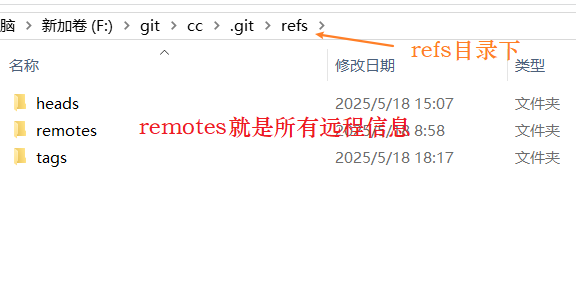 脑 > 新加卷 (F:) > git > cc > .git > refs >
refs目录下
名称 修改日期 类型
heads 2025/5/18 15:07 文件夹
remotes 2025/5/18 8:58 文件夹
remotes就是所有远程信息
tags 2025/5/18 18:17 文件夹